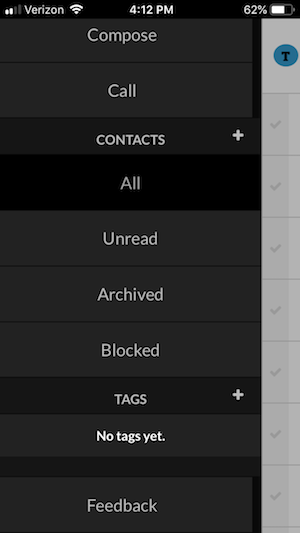 Verizon 4:12 PM 62%
Compose
T
Call
CONTACTS +
All
Unread
Archived
Blocked
TAGS +
No tags yet.
Feedback